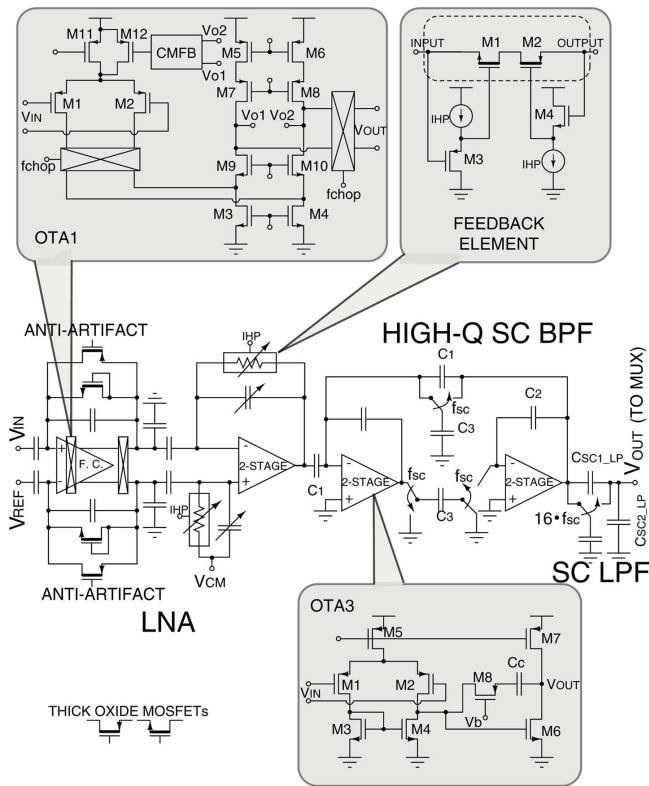 M11
M12
CMFB
Vo2
Vo1
M5
M6
M7
M8
M1
M2
VIN
Vo1
Vo2
VOUT
fchop
M9
M10
fchop
M3
M4
OTA1
INPUT
M1
M2
OUTPUT
IHP
M4
M3
IHP
FEEDBACK
ELEMENT
ANTI-ARTIFACT
IHP
HIGH-Q SC BPF
C1
fsc
C3
C2
VIN
VREF
F. C.
2-STAGE
C1
2-STAGE
fsc
C3
fsc
2-STAGE
CSC1_LP
VOUT (TO MUX)
16•fsc
CSC2_LP
SC LPF
IHP
VCM
ANTI-ARTIFACT
LNA
OTA3
M5
M7
M1
M2
VIN
M8
Cc
VOUT
Vb
M3
M4
M6
THICK OXIDE MOSFETs